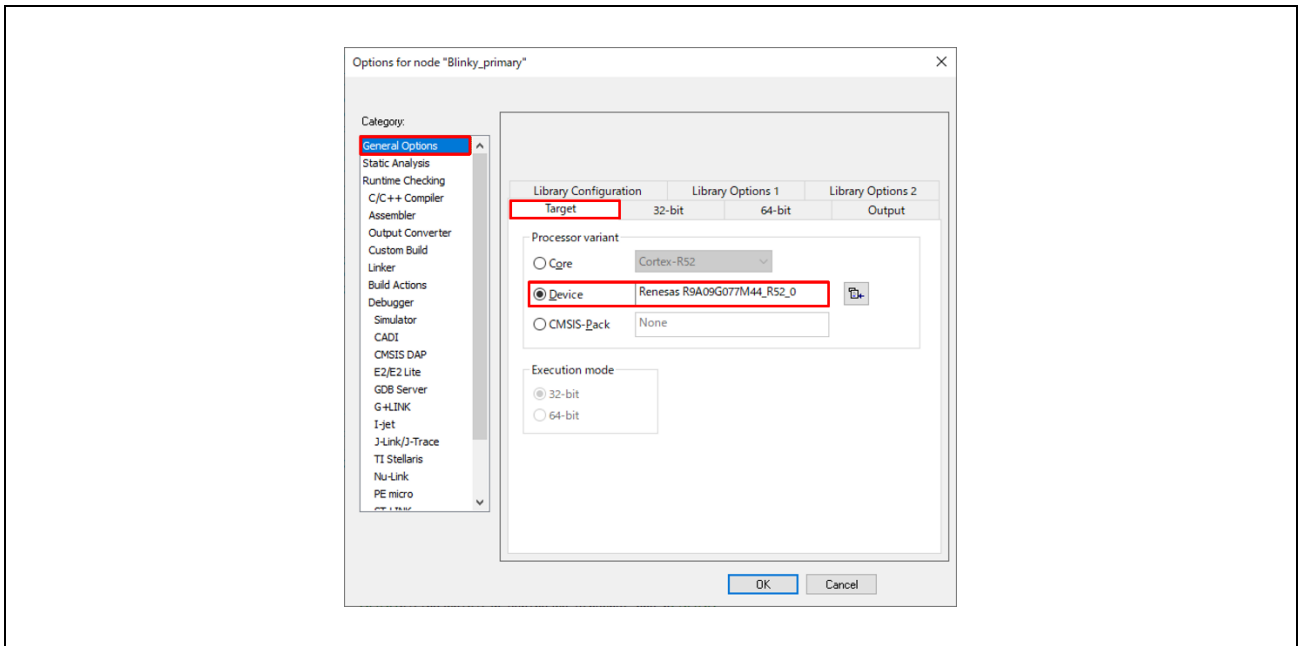 Options for node "Blinky_primary"
Category:
General Options
Static Analysis
Runtime Checking
C/C++ Compiler
Assembler
Output Converter
Custom Build
Linker
Build Actions
Debugger
Simulator
CADI
CMSIS DAP
E2/E2 Lite
GDB Server
G+LINK
I-jet
J-Link/J-Trace
TI Stellaris
Nu-Link
PE micro
ST-LINK
Library Configuration Library Options 1 Library Options 2
Target 32-bit 64-bit Output
Processor variant
Core Cortex-R52
Device Renesas R9A09G077M44_R52_0
CMSIS-Pack None
Execution mode
32-bit
64-bit
OK Cancel